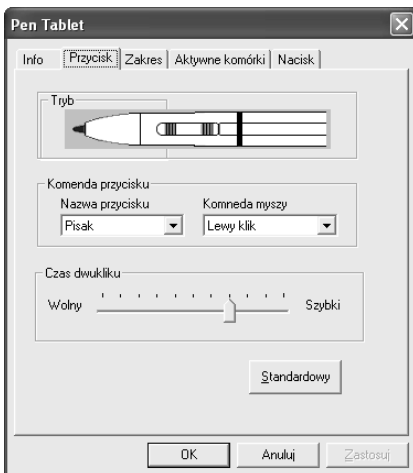 Pen Tablet
Info Przycisk Zakres Aktywne komórki Nacisk
Tryb
Komenda przycisku
Nazwa przycisku Komneda myszy
Pisak Lewy klik
Czas dwukliku
Wolny Szybki
Standardowy
OK Anuluj Zastosuj